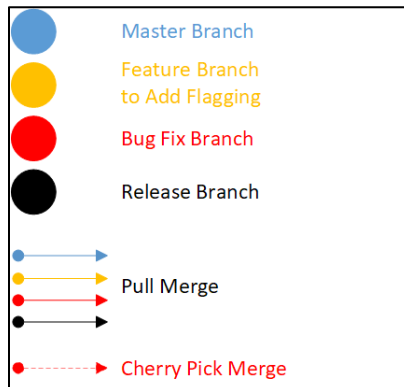 Master Branch
Feature Branch
to Add Flagging
Bug Fix Branch
Release Branch
Pull Merge
Cherry Pick Merge